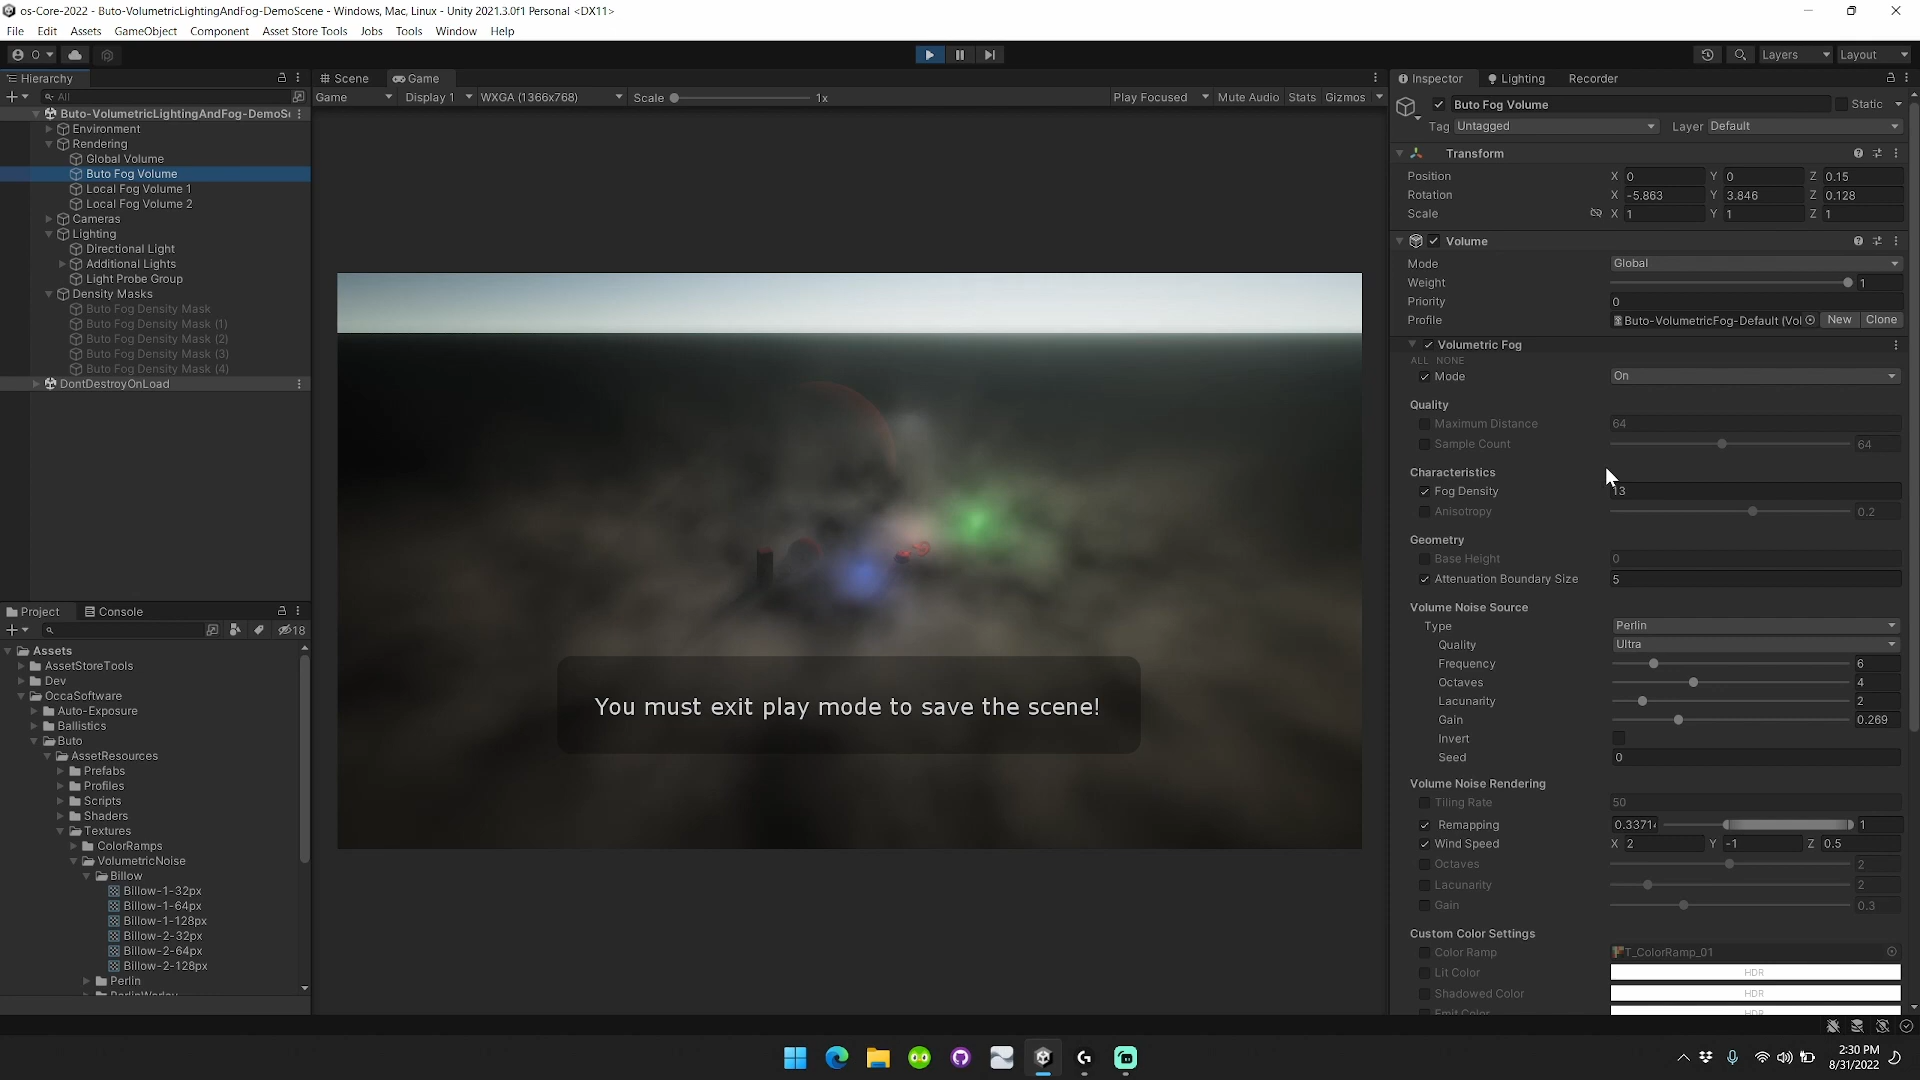 os-Core-2022 - Buto-VolumetricLightingAndFog-DemoScene - Windows, Mac, Linux - Unity 2021.3.0f1 Personal <DX11>
File Edit Assets GameObject Component Asset Store Tools Jobs Tools Window Help
O Layers Layout
Hierarchy Scene Game Inspector Lighting Recorder
All Game Display 1 WXGA (1366x768) Scale 1x Play Focused Mute Audio Stats Gizmos
Buto Fog Volume Static
Buto-VolumetricLightingAndFog-DemoS
Tag Untagged Layer Default
Environment
Rendering
Global Volume
Buto Fog Volume
Local Fog Volume 1
Local Fog Volume 2
Cameras
Lighting
Directional Light
Additional Lights
Light Probe Group
Density Masks
Buto Fog Density Mask
Buto Fog Density Mask (1)
Buto Fog Density Mask (2)
Buto Fog Density Mask (3)
Buto Fog Density Mask (4)
DontDestroyOnLoad
Transform
Position X 0 Y 0 Z 0.15
Rotation X -5.863 Y 3.846 Z 0.128
Scale X 1 Y 1 Z 1
Volume
Mode Global
Weight 1
Priority 0
Profile Buto-VolumetricFog-Default (Vol New Clone
Volumetric Fog
ALL NONE
Mode On
Quality
Maximum Distance 64
Sample Count 64
Characteristics
Fog Density 13
Anisotropy 0.2
Geometry
Base Height 0
Attenuation Boundary Size 5
Volume Noise Source
Type Perlin
Quality Ultra
Frequency 6
Octaves 4
Lacunarity 2
Gain 0.269
Invert
Seed 0
Volume Noise Rendering
Tiling Rate 50
Remapping 0.3371 1
Wind Speed X 2 Y -1 Z 0.5
Octaves 2
Lacunarity 2
Gain 0.3
Custom Color Settings
Color Ramp T_ColorRamp_01
Lit Color HDR
Shadowed Color HDR
Emit Color HDR
You must exit play mode to save the scene!
Project Console
18
Assets
AssetStoreTools
Dev
OccaSoftware
Auto-Exposure
Ballistics
Buto
AssetResources
Prefabs
Profiles
Scripts
Shaders
Textures
ColorRamps
VolumetricNoise
Billow
Billow-1-32px
Billow-1-64px
Billow-1-128px
Billow-2-32px
Billow-2-64px
Billow-2-128px
Perlin
PerlinWorley
2:30 PM
8/31/2022